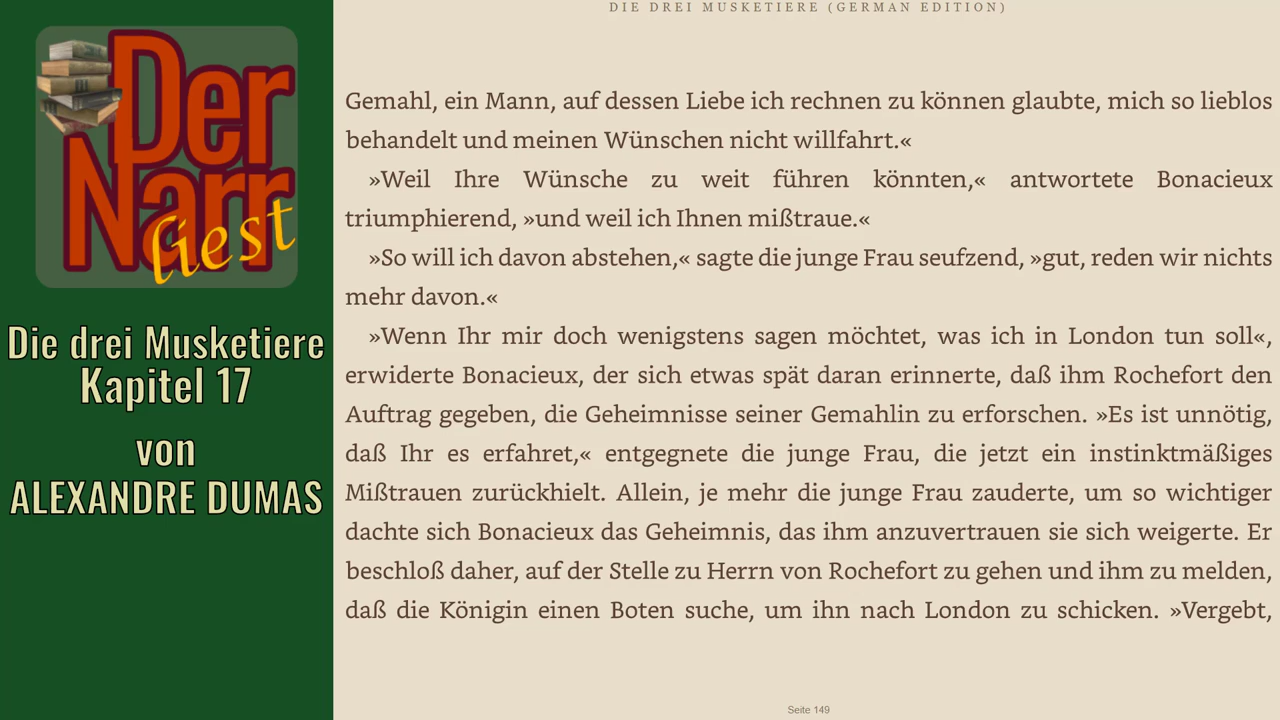 Der
Narr
liest
Die drei Musketiere
Kapitel 17
von
ALEXANDRE DUMAS
DIE DREI MUSKETIERE (GERMAN EDITION)
Gemahl, ein Mann, auf dessen Liebe ich rechnen zu können glaubte, mich so lieblos
behandelt und meinen Wünschen nicht willfahrt.«
»Weil Ihre Wünsche zu weit führen könnten,« antwortete Bonacieux
triumphierend, »und weil ich Ihnen mißtraue.«
»So will ich davon abstehen,« sagte die junge Frau seufzend, »gut, reden wir nichts
mehr davon.«
»Wenn Ihr mir doch wenigstens sagen möchtet, was ich in London tun soll«,
erwiderte Bonacieux, der sich etwas spät daran erinnerte, daß ihm Rochefort den
Auftrag gegeben, die Geheimnisse seiner Gemahlin zu erforschen. »Es ist unnötig,
daß Ihr es erfahret,« entgegnete die junge Frau, die jetzt ein instinktmäßiges
Mißtrauen zurückhielt. Allein, je mehr die junge Frau zauderte, um so wichtiger
dachte sich Bonacieux das Geheimnis, das ihm anzuvertrauen sie sich weigerte. Er
beschloß daher, auf der Stelle zu Herrn von Rochefort zu gehen und ihm zu melden,
daß die Königin einen Boten suche, um ihn nach London zu schicken. »Vergebt,
Seite 149